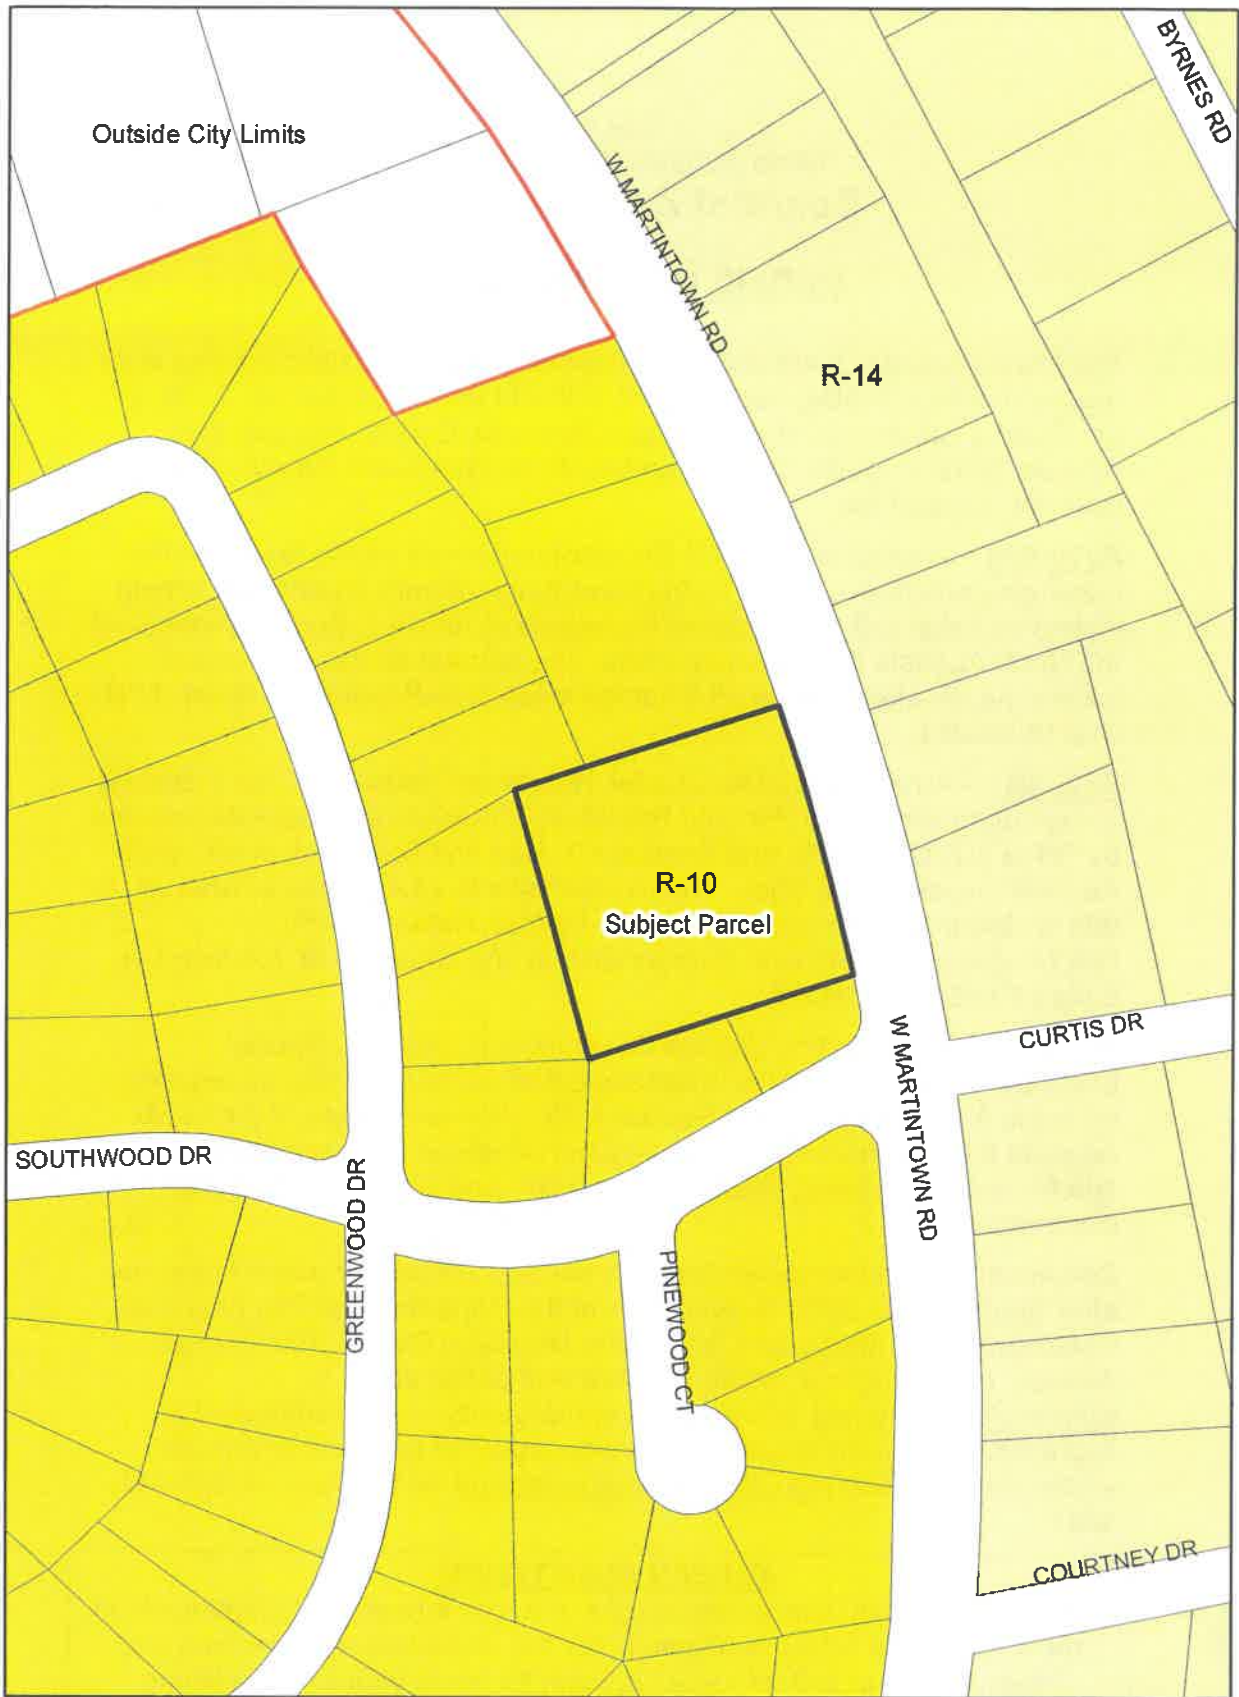 BYRNES RD
Outside City Limits
W MARTINTOWN RD
R-14
R-10
Subject Parcel
CURTIS DR
W MARTINTOWN RD
SOUTHWOOD DR
GREENWOOD DR
PINEWOOD CT
COURTNEY DR